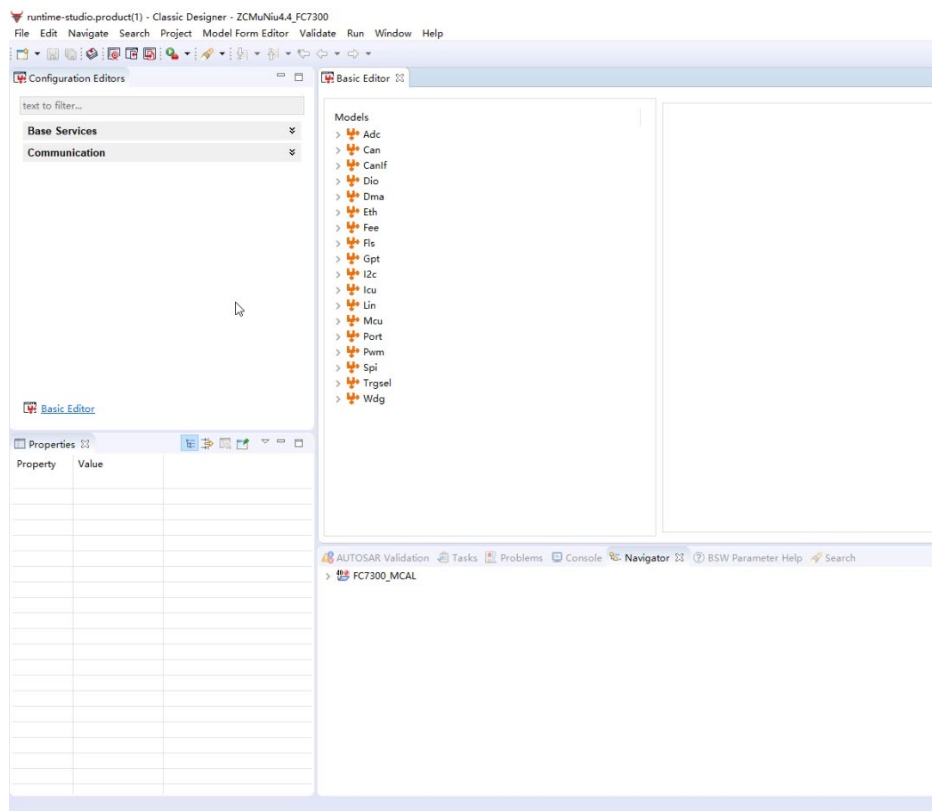 runtime-studio.product(1) - Classic Designer - ZCMuNiu4.4_FC7300
File Edit Navigate Search Project Model Form Editor Validate Run Window Help
Configuration Editors
text to filter...
Base Services
Communication
Basic Editor
Properties
Property Value
Basic Editor
Models
Adc
Can
CanIf
Dio
Dma
Eth
Fee
Fls
Gpt
I2c
Icu
Lin
Mcu
Port
Pwm
Spi
Trgsel
Wdg
AUTOSAR Validation Tasks Problems Console Navigator BSW Parameter Help Search
FC7300_MCAL